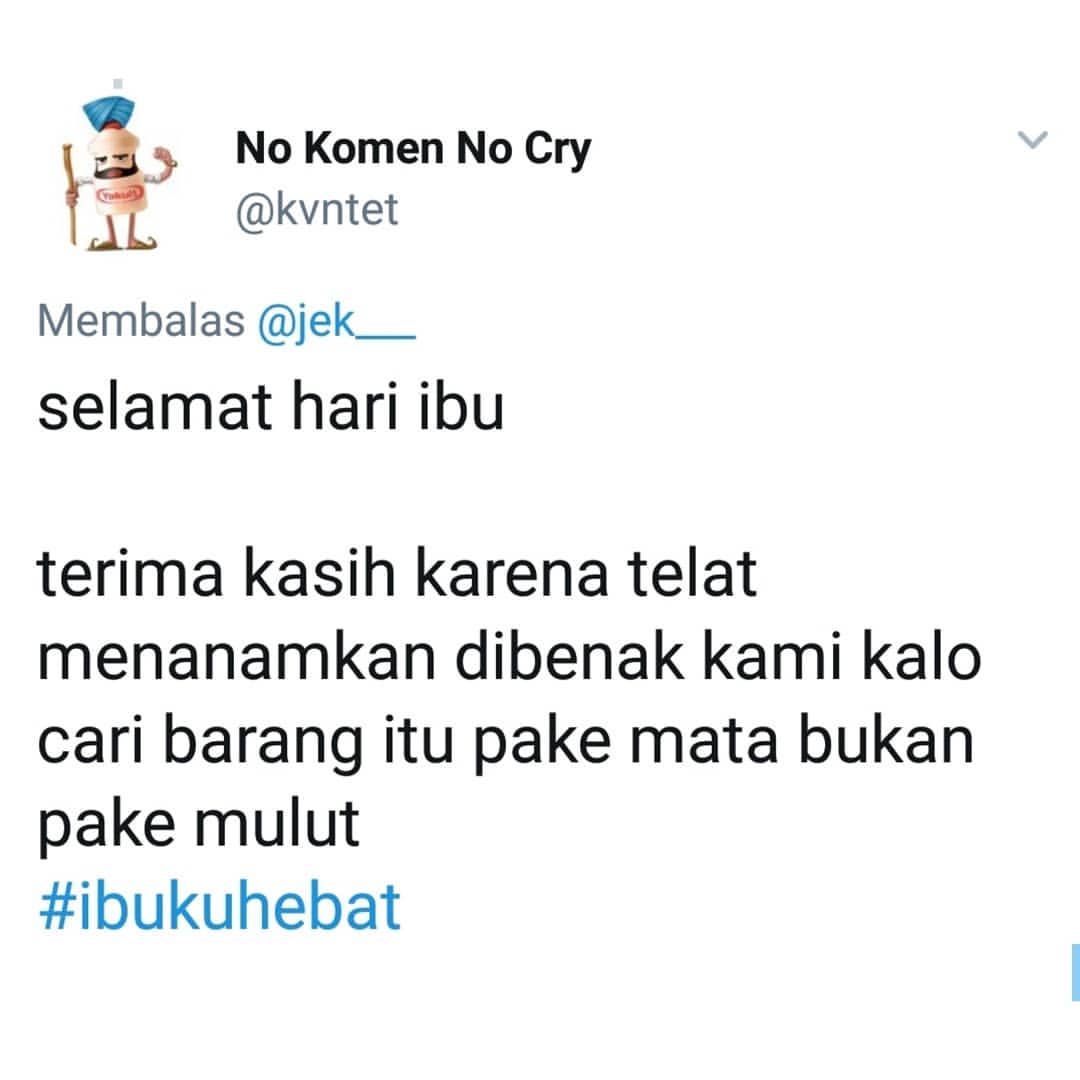 No Komen No Cry
@kvntet
Yakult
Membalas @jek___
selamat hari ibu
terima kasih karena telat
menanamkan dibenak kami kalo
cari barang itu pake mata bukan
pake mulut
#ibukuhebat